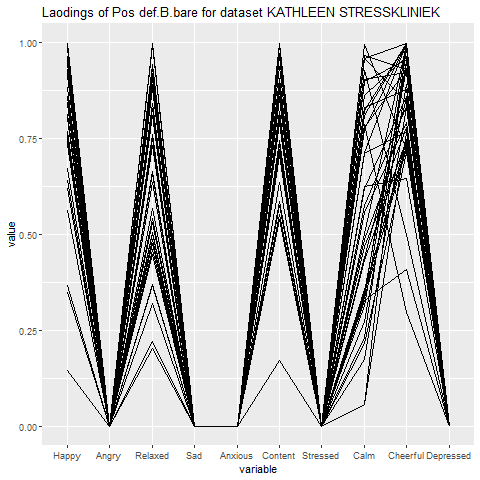 Laodings of Pos def.B.bare for dataset KATHLEEN STRESSKLINIEK
1.00
0.75
0.50
0.25
0.00
value
Happy Angry Relaxed Sad Anxious Content Stressed Calm Cheerful Depressed
variable